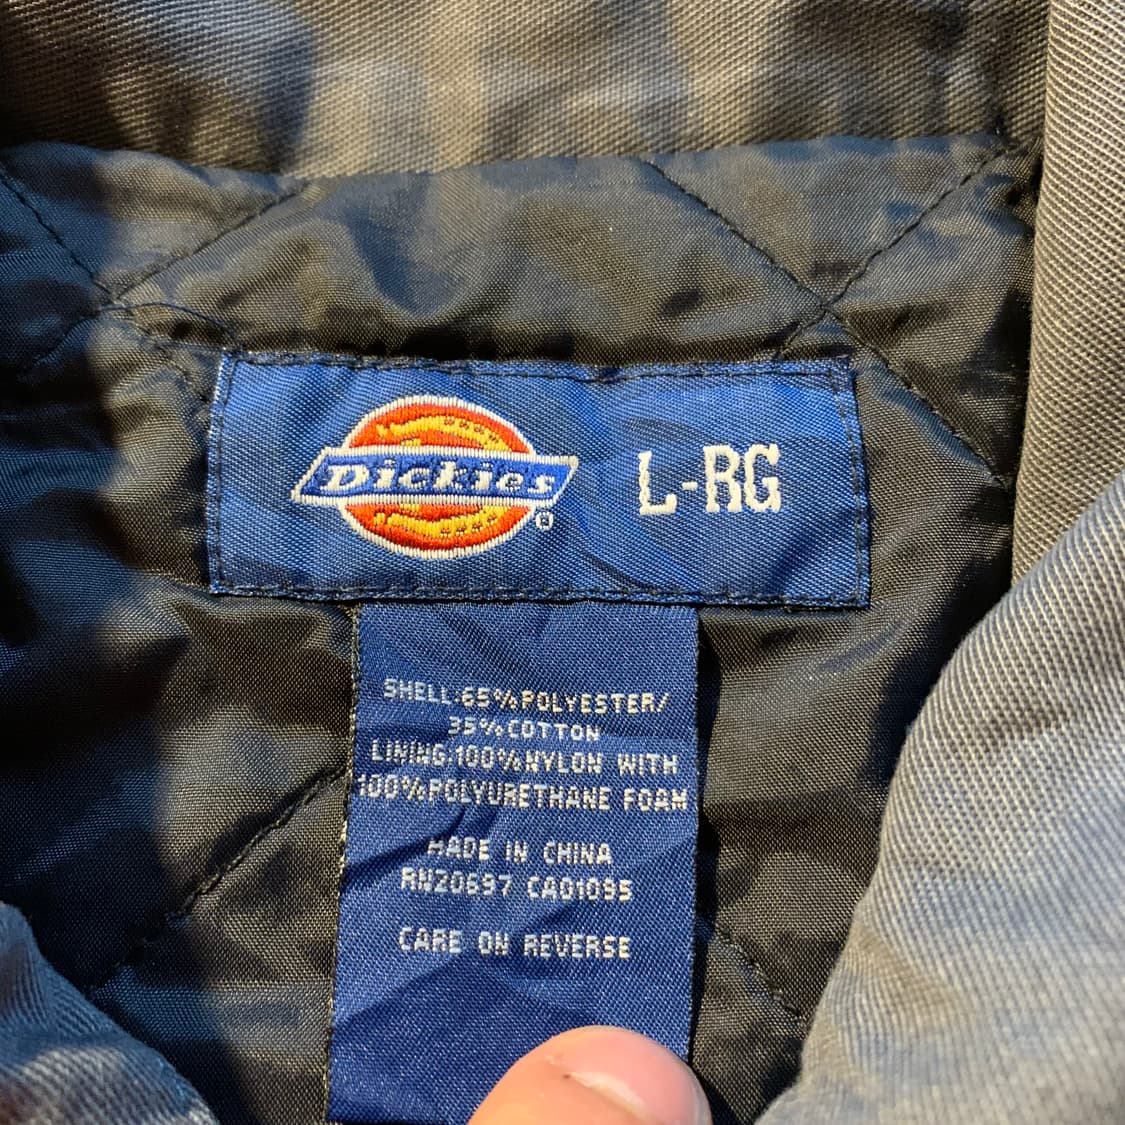 Dickies®
L-RG
SHELL:65%POLYESTER/
35%COTTON
LINING:100%NYLON WITH
100%POLYURETHANE FOAM
MADE IN CHINA
RN20697 CA01095
CARE ON REVERSE